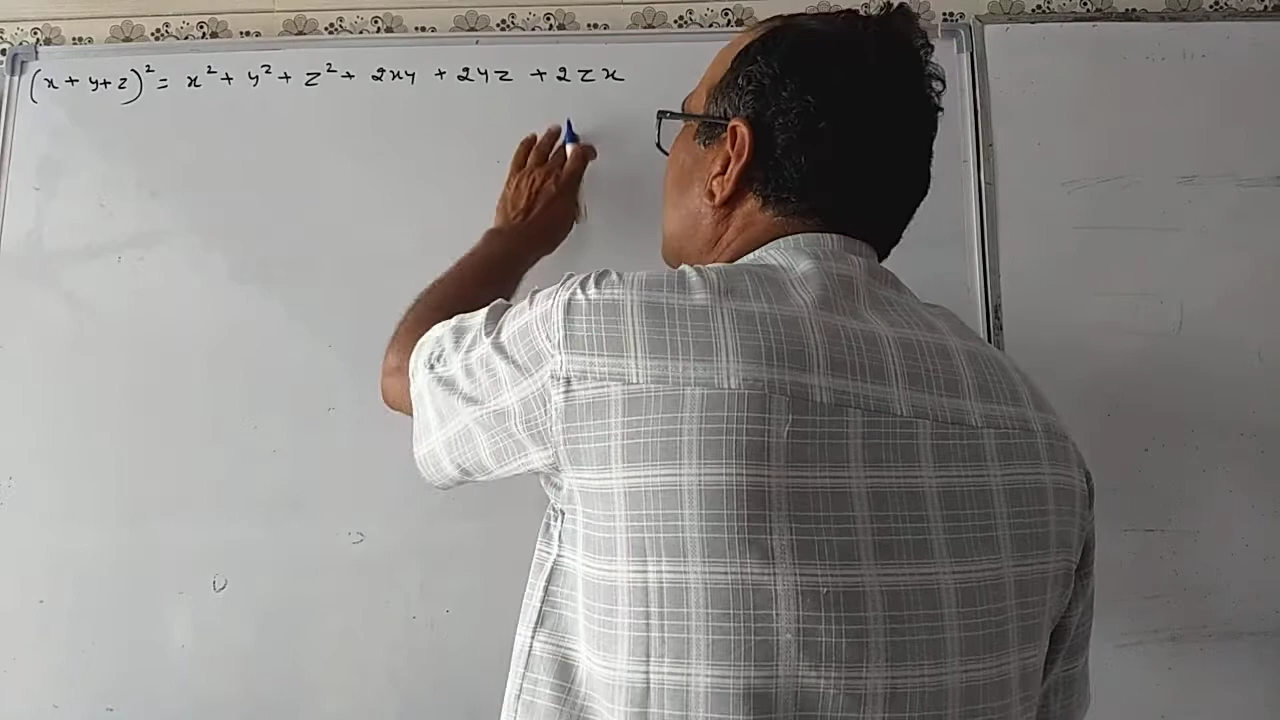 (x + y + z)² = x² + y² + z² + 2xy + 2yz + 2zx